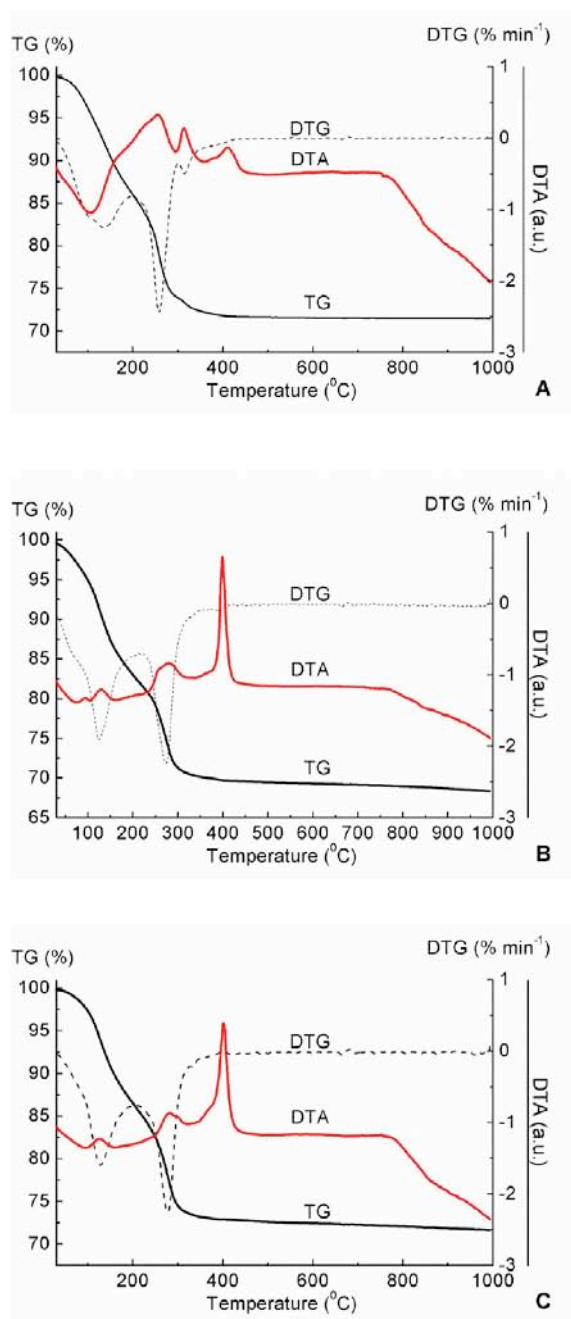 TG (%)
DTG (% min⁻¹)
100
95
90
85
80
75
70
1
0
-1
-2
-3
DTA (a.u.)
DTG
DTA
TG
200 400 600 800 1000
Temperature (⁰C)
A
TG (%)
DTG (% min⁻¹)
100
95
90
85
80
75
70
65
1
0
-1
-2
-3
DTA (a.u.)
DTG
DTA
TG
100 200 300 400 500 600 700 800 900 1000
Temperature (⁰C)
B
TG (%)
DTG (% min⁻¹)
100
95
90
85
80
75
70
1
0
-1
-2
-3
DTA (a.u.)
DTG
DTA
TG
200 400 600 800 1000
Temperature (⁰C)
C